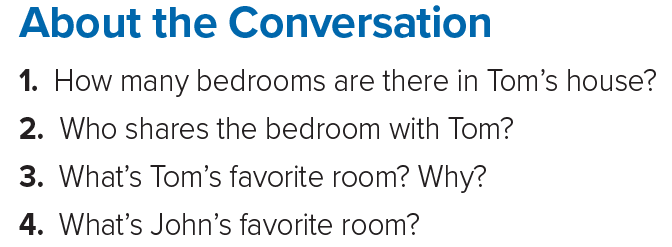 About the Conversation
1. How many bedrooms are there in Tom’s house?
2. Who shares the bedroom with Tom?
3. What’s Tom’s favorite room? Why?
4. What’s John’s favorite room?